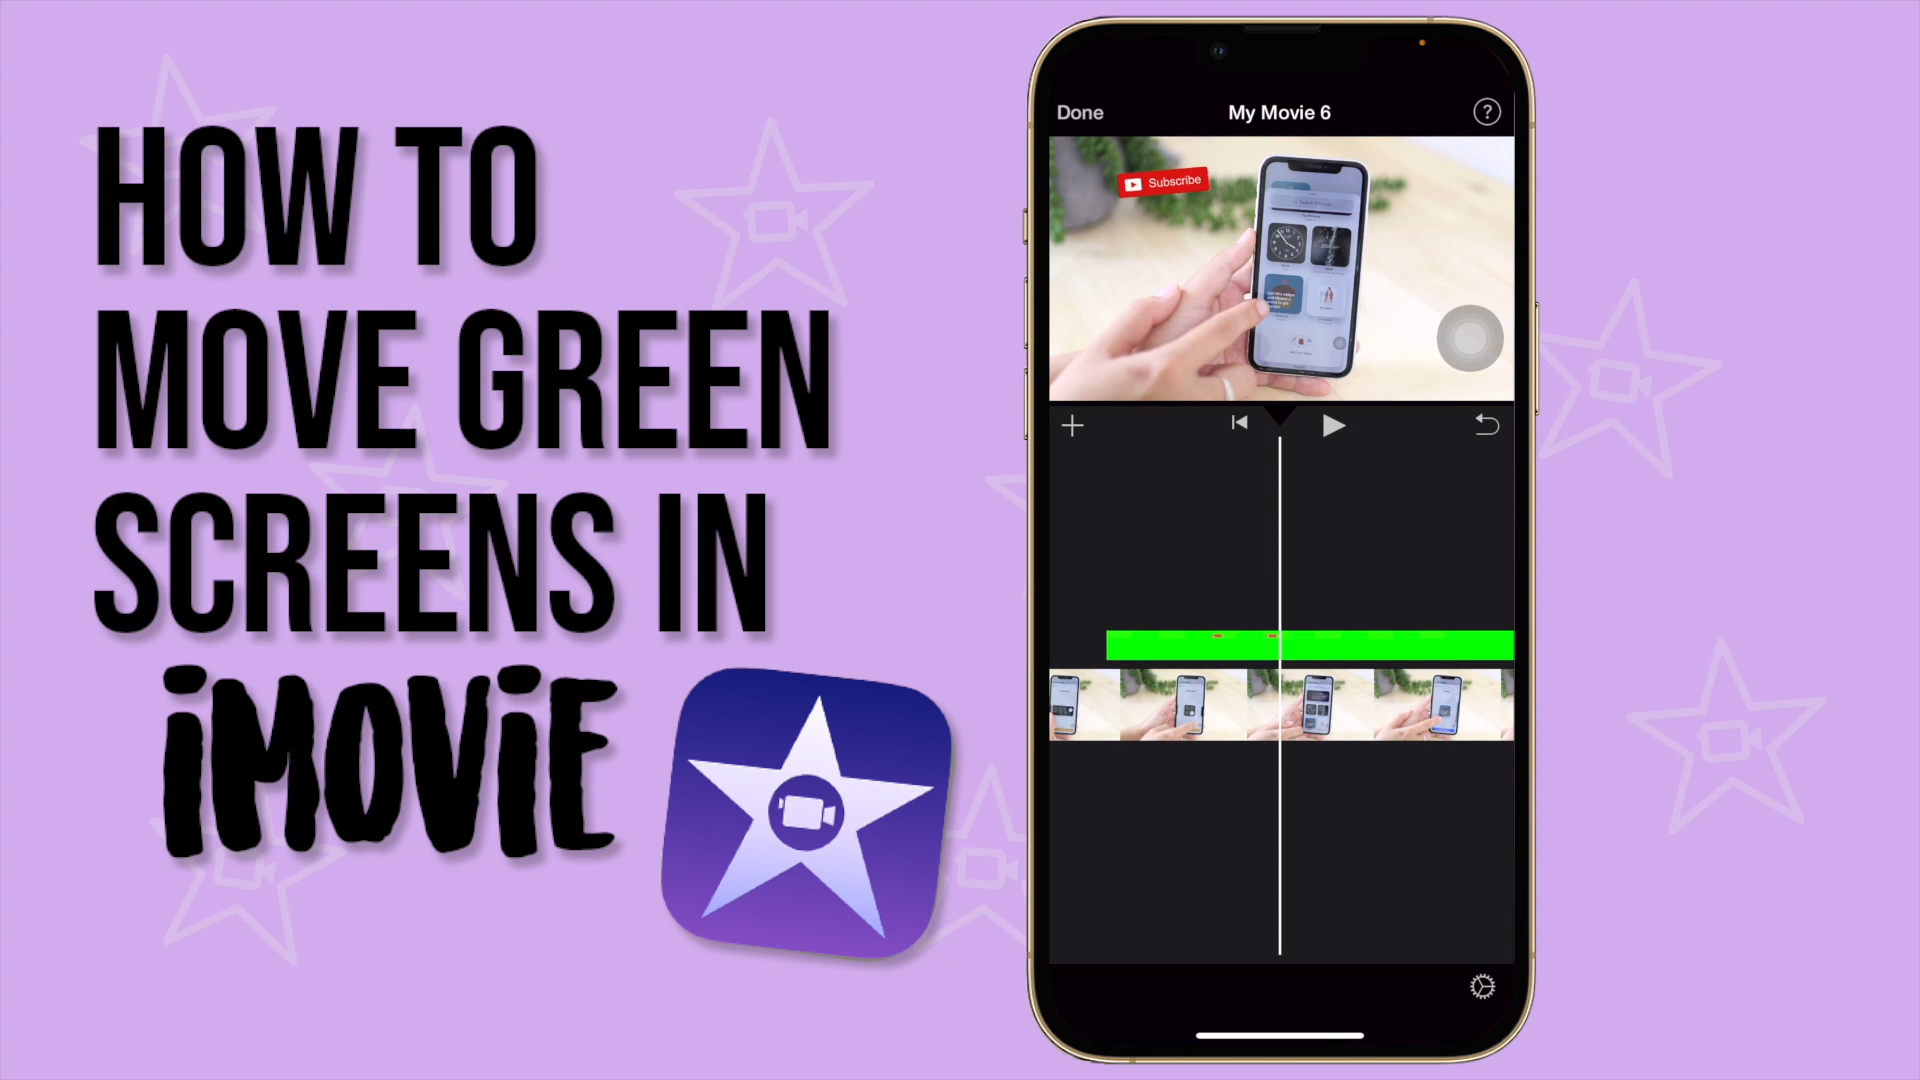 HOW TO
MOVE GREEN
SCREENS IN
iMOViE
Done
My Movie 6
?
Subscribe